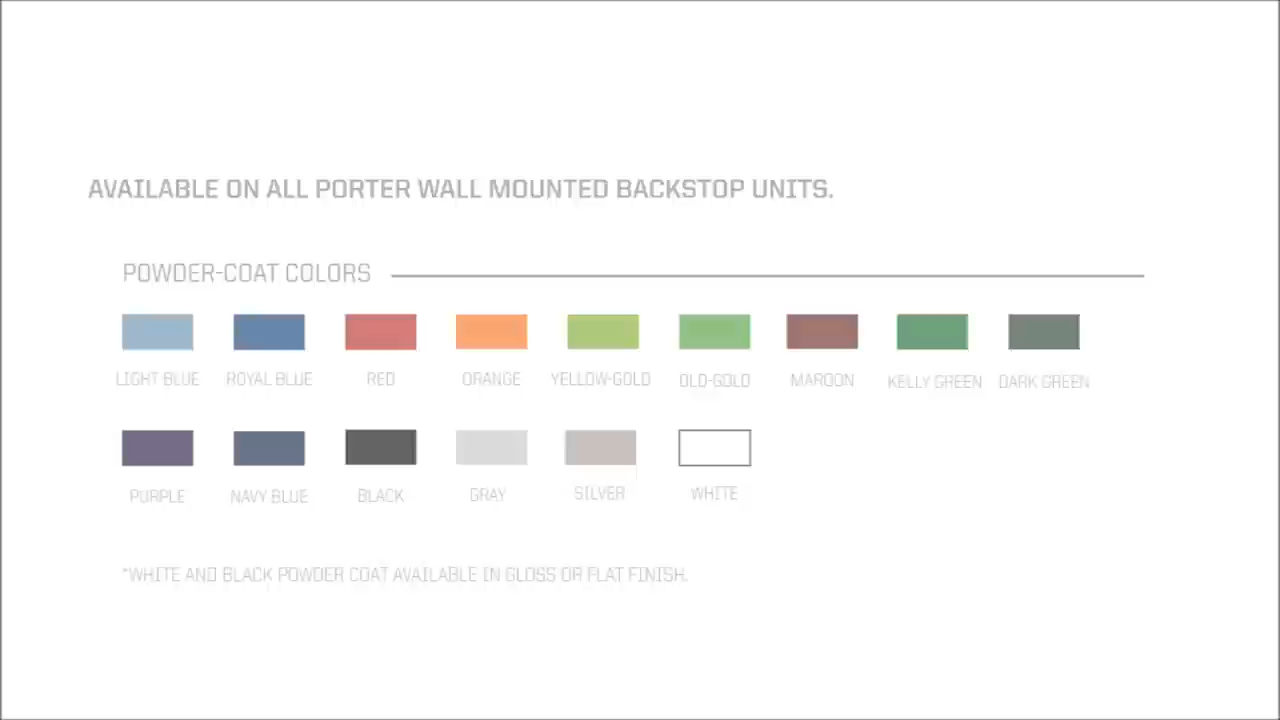 AVAILABLE ON ALL PORTER WALL MOUNTED BACKSTOP UNITS.
POWDER-COAT COLORS
LIGHT BLUE ROYAL BLUE RED ORANGE YELLOW-GOLD OLD-GOLD MAROON KELLY GREEN DARK GREEN
PURPLE NAVY BLUE BLACK GRAY SILVER WHITE
*WHITE AND BLACK POWDER COAT AVAILABLE IN GLOSS OR FLAT FINISH.